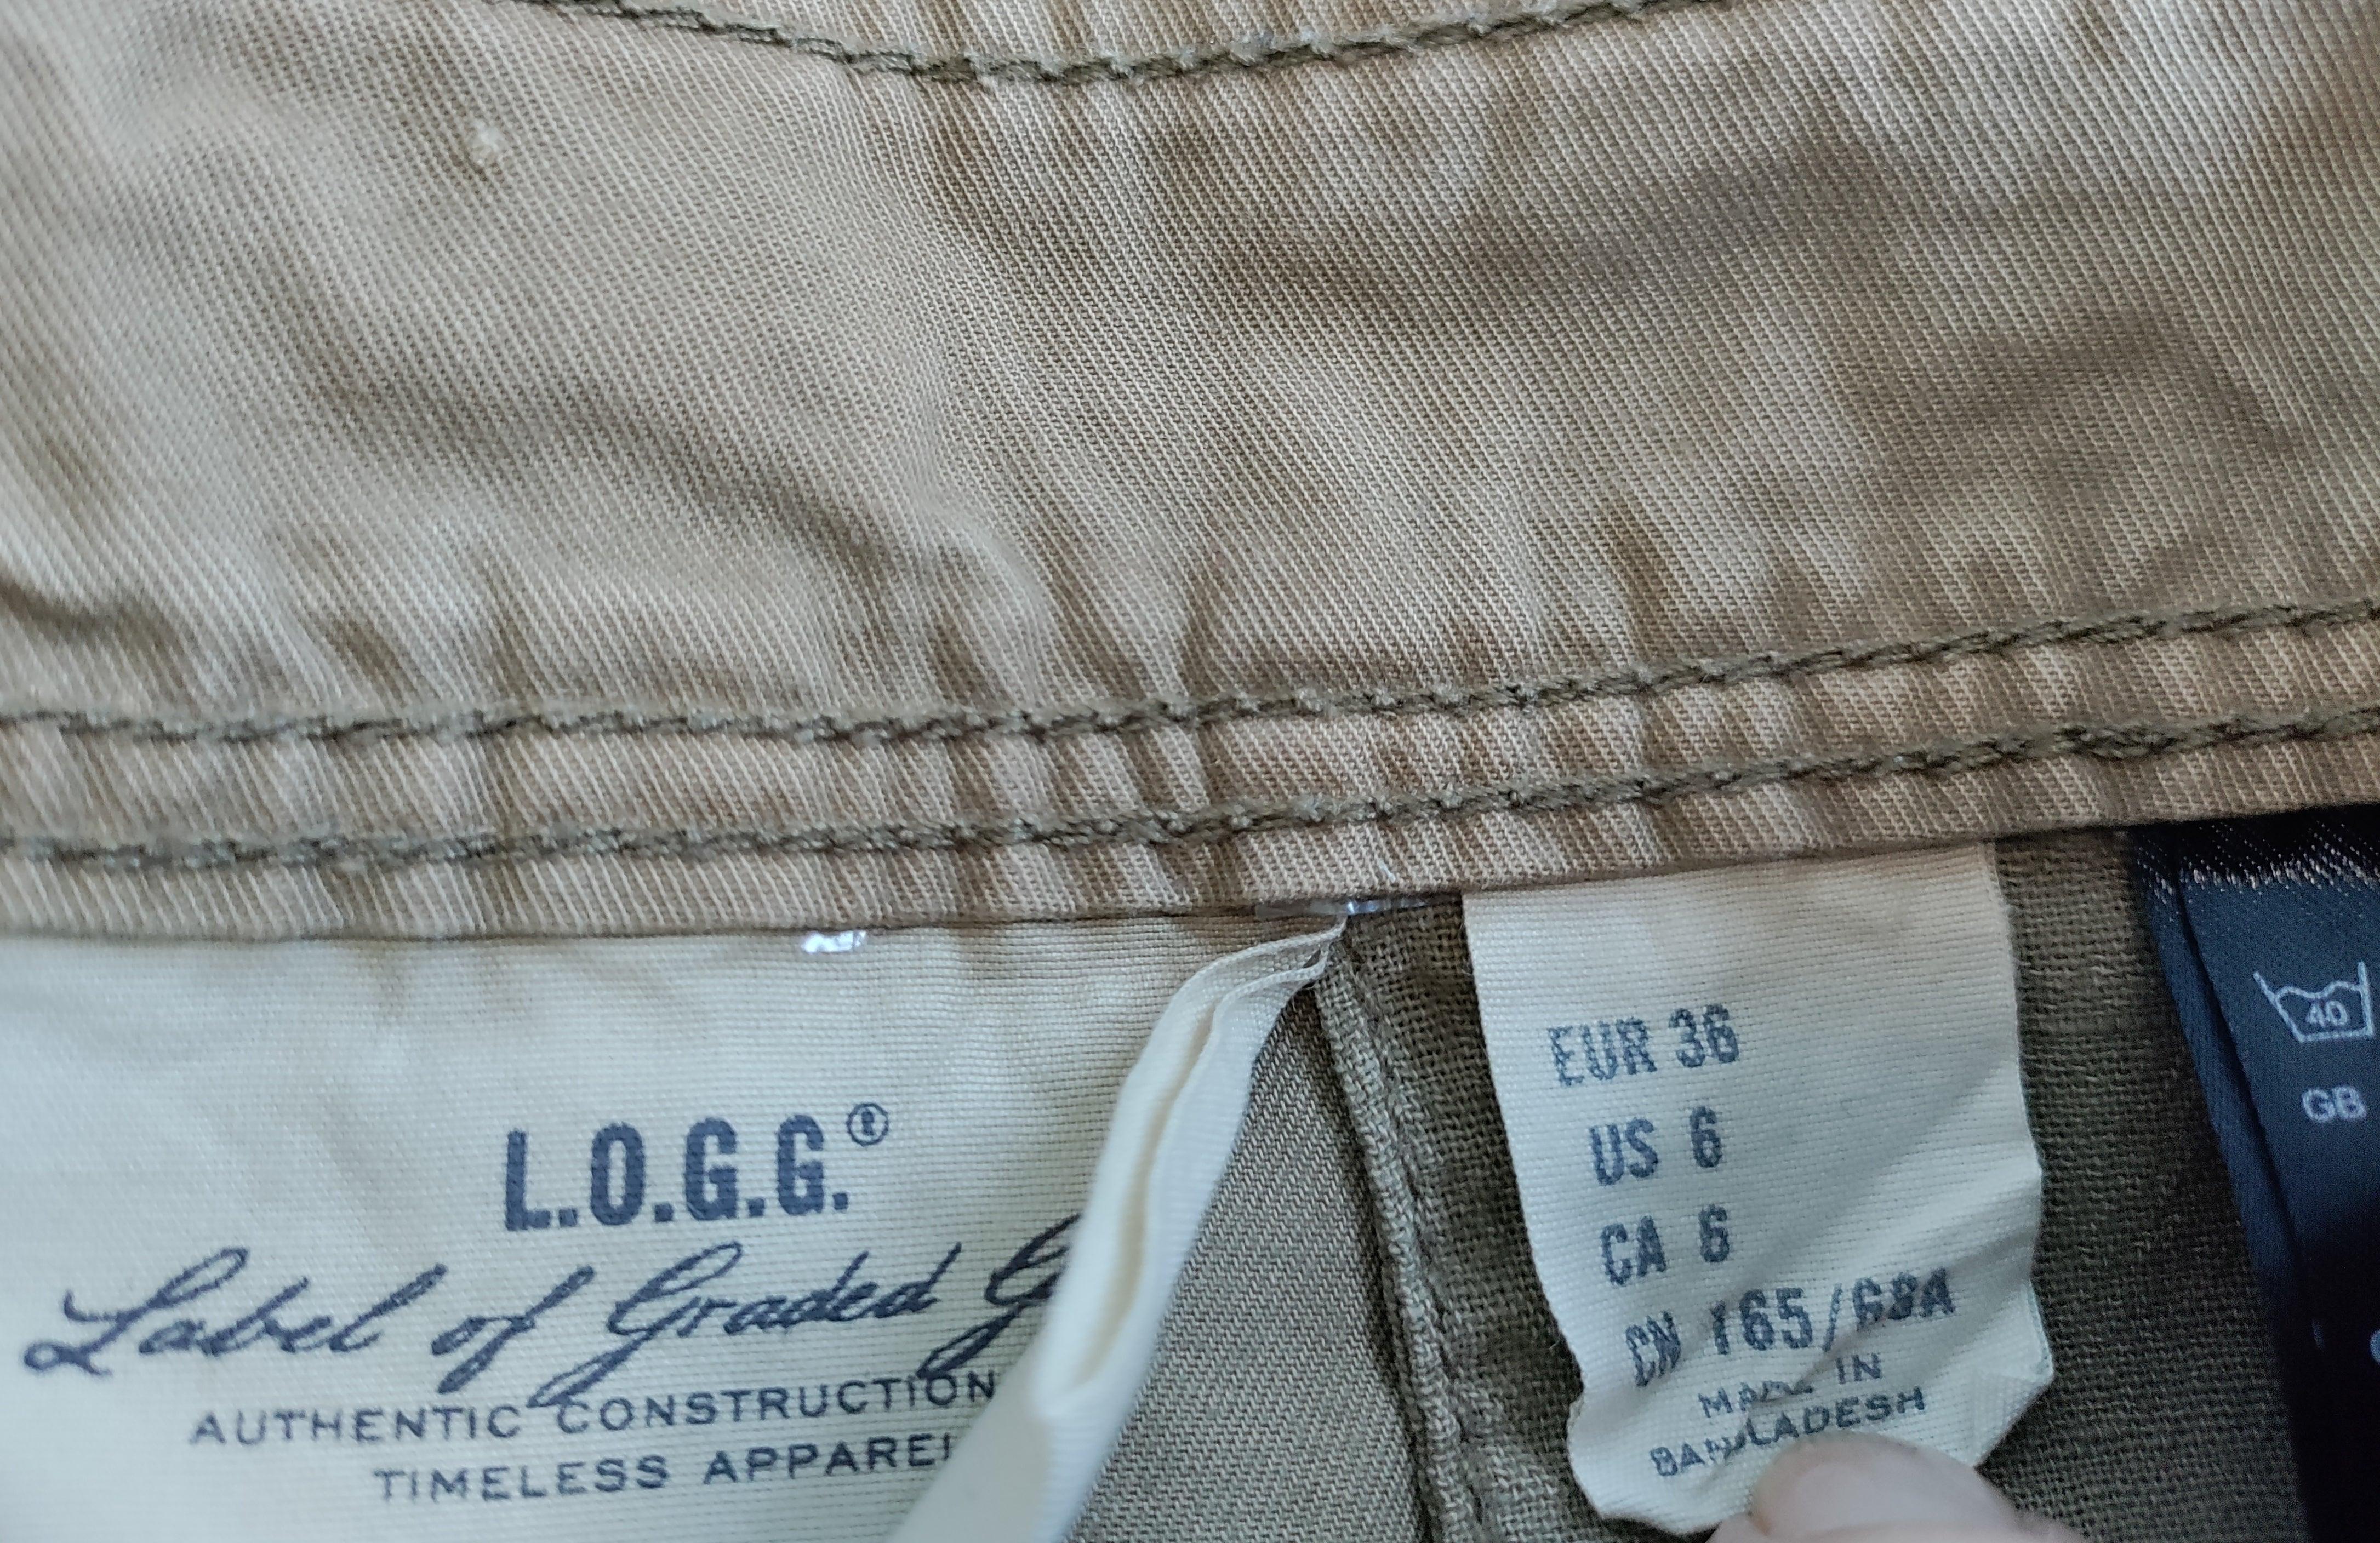 L.O.G.G.®
Label of Graded G
AUTHENTIC CONSTRUCTION
TIMELESS APPAREL
EUR 36
US 6
CA 6
CN 165/68A
MADE IN
BANGLADESH
40
GB